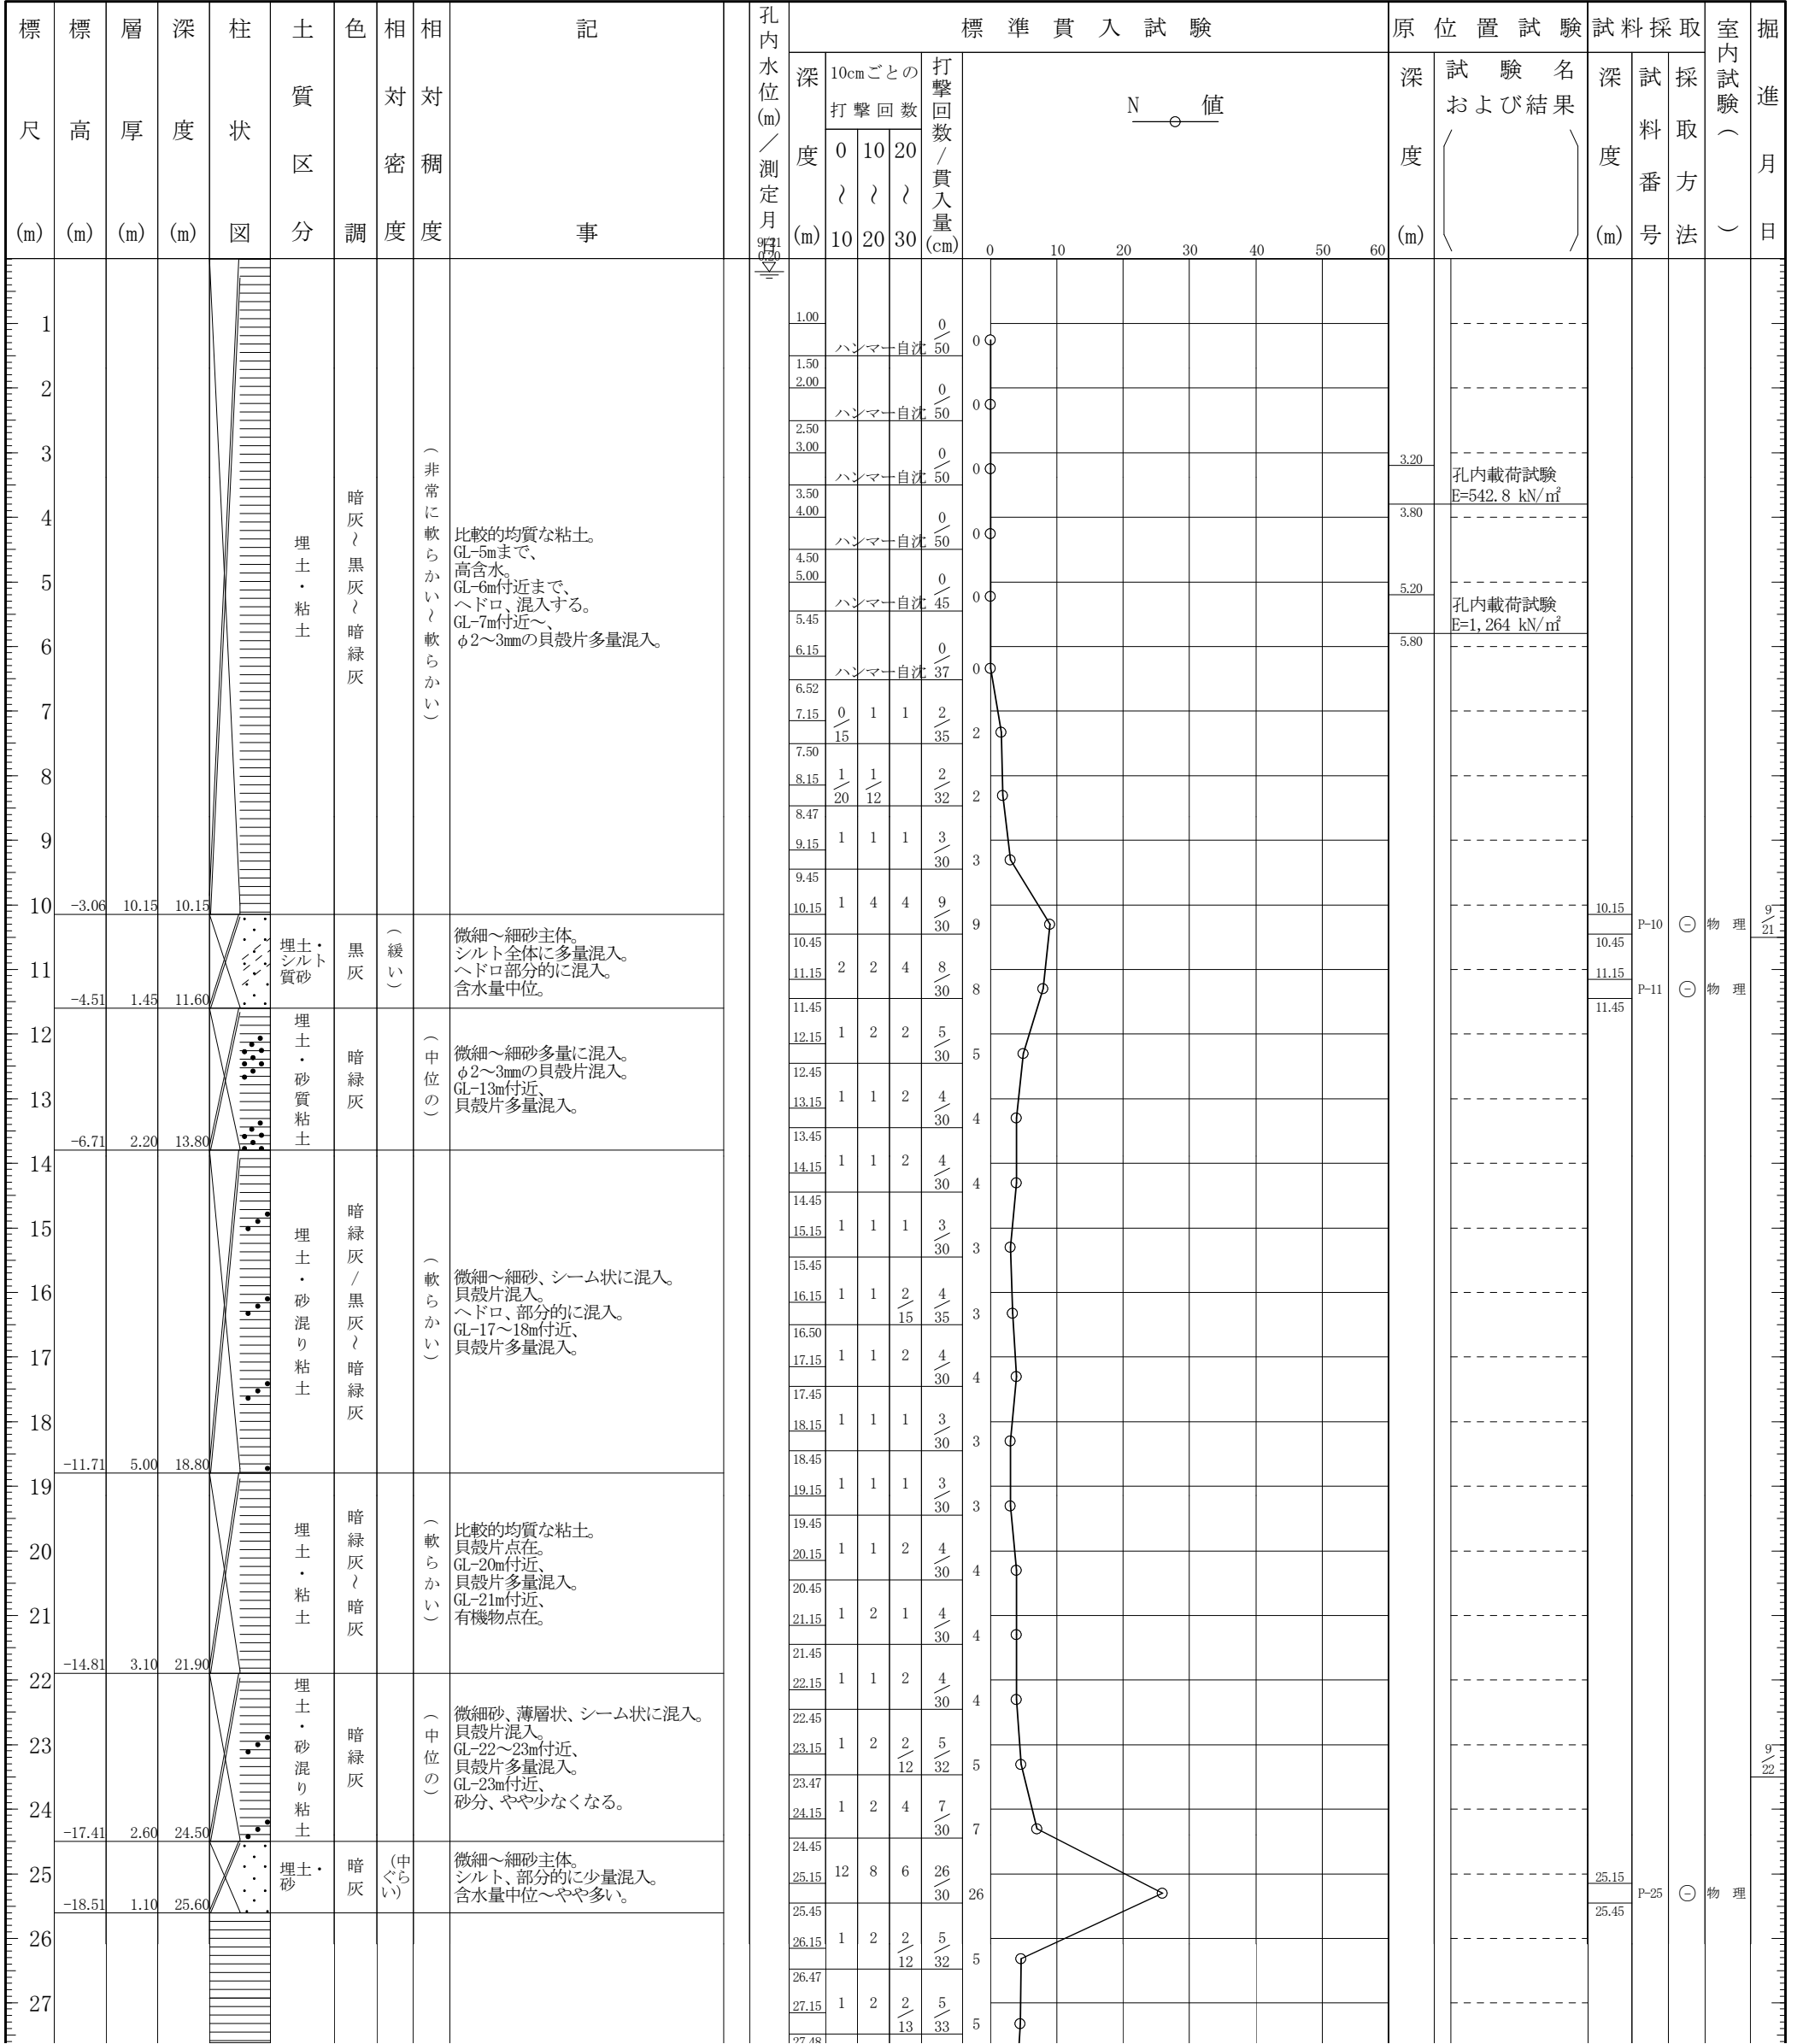 標尺(m)
標高(m)
層厚(m)
深度(m)
柱状図
土質区分
色調
相対密度
相対稠度
記事
孔内水位(m)/測定月日
9/21
0.20
標準貫入試験
深度(m)
10cmごとの
打撃回数
0〜10
10〜20
20〜30
打撃回数/貫入量(cm)
N 値
0 10 20 30 40 50 60
原位置試験
深度(m)
試験名
および結果
試料採取
深度(m)
試料番号
採取方法
室内試験( )
掘進月日
1.00 ハンマー自沈 0/50 0
1
1.50
2.00 ハンマー自沈 0/50 0
2
2.50
3.00 ハンマー自沈 0/50 0
3
3.50
3.20
孔内載荷試験
E=542.8 kN/㎡
3.80
4.00 ハンマー自沈 0/50 0
4
4.50
埋土・粘土
暗灰〜黒灰〜暗緑灰
(非常に軟らかい〜軟らかい)
比較的均質な粘土。
GL-5mまで、
高含水。
GL-6m付近まで、
ヘドロ、混入する。
GL-7m付近〜、
φ2〜3mmの貝殻片多量混入。
5.00 ハンマー自沈 0/45 0
5
5.45
5.20
孔内載荷試験
E=1,264 kN/㎡
5.80
6
6.15 ハンマー自沈 0/37 0
6.52
7
7.15 0/15 1 1 2/35 2
7.50
8
8.15 1/20 1/12 2/32 2
8.47
9
9.15 1 1 1 3/30 3
9.45
10 -3.06 10.15 10.15
10.15 1 4 4 9/30 9
10.45
10.15 P-10 物理
10.45
9/21
埋土・
シルト
質砂
黒灰
(緩い)
微細〜細砂主体。
シルト全体に多量混入。
ヘドロ部分的に混入。
含水量中位。
11
11.15 2 2 4 8/30 8
11.45
11.15 P-11 物理
11.45
-4.51 1.45 11.60
12
12.15 1 2 2 5/30 5
12.45
埋土・砂質粘土
暗緑灰
(中位の)
微細〜細砂多量に混入。
φ2〜3mmの貝殻片混入。
GL-13m付近、
貝殻片多量混入。
13
13.15 1 1 2 4/30 4
13.45
-6.71 2.20 13.80
14
14.15 1 1 2 4/30 4
14.45
15
15.15 1 1 1 3/30 3
15.45
埋土・砂混り粘土
暗緑灰/黒灰〜暗緑灰
(軟らかい)
微細〜細砂、シーム状に混入。
貝殻片混入。
ヘドロ、部分的に混入。
GL-17〜18m付近、
貝殻片多量混入。
16
16.15 1 1 2/15 4/35 3
16.50
17
17.15 1 1 2 4/30 4
17.45
18
18.15 1 1 1 3/30 3
18.45
-11.71 5.00 18.80
19
19.15 1 1 1 3/30 3
19.45
埋土・粘土
暗緑灰〜暗灰
(軟らかい)
比較的均質な粘土。
貝殻片点在。
GL-20m付近、
貝殻片多量混入。
GL-21m付近、
有機物点在。
20
20.15 1 1 2 4/30 4
20.45
21
21.15 1 2 1 4/30 4
21.45
-14.81 3.10 21.90
22
22.15 1 1 2 4/30 4
22.45
埋土・砂混り粘土
暗緑灰
(中位の)
微細砂、薄層状、シーム状に混入。
貝殻片混入。
GL-22〜23m付近、
貝殻片多量混入。
GL-23m付近、
砂分、やや少なくなる。
23
23.15 1 2 2/12 5/32 5
23.47
9/22
24
24.15 1 2 4 7/30 7
24.45
-17.41 2.60 24.50
埋土・
砂
暗灰
(中ぐらい)
微細〜細砂主体。
シルト、部分的に少量混入。
含水量中位〜やや多い。
25
25.15 12 8 6 26/30 26
25.45
25.15 P-25 物理
25.45
-18.51 1.10 25.60
26
26.15 1 2 2/12 5/32 5
26.47
27
27.15 1 2 2/13 5/33 5
27.48